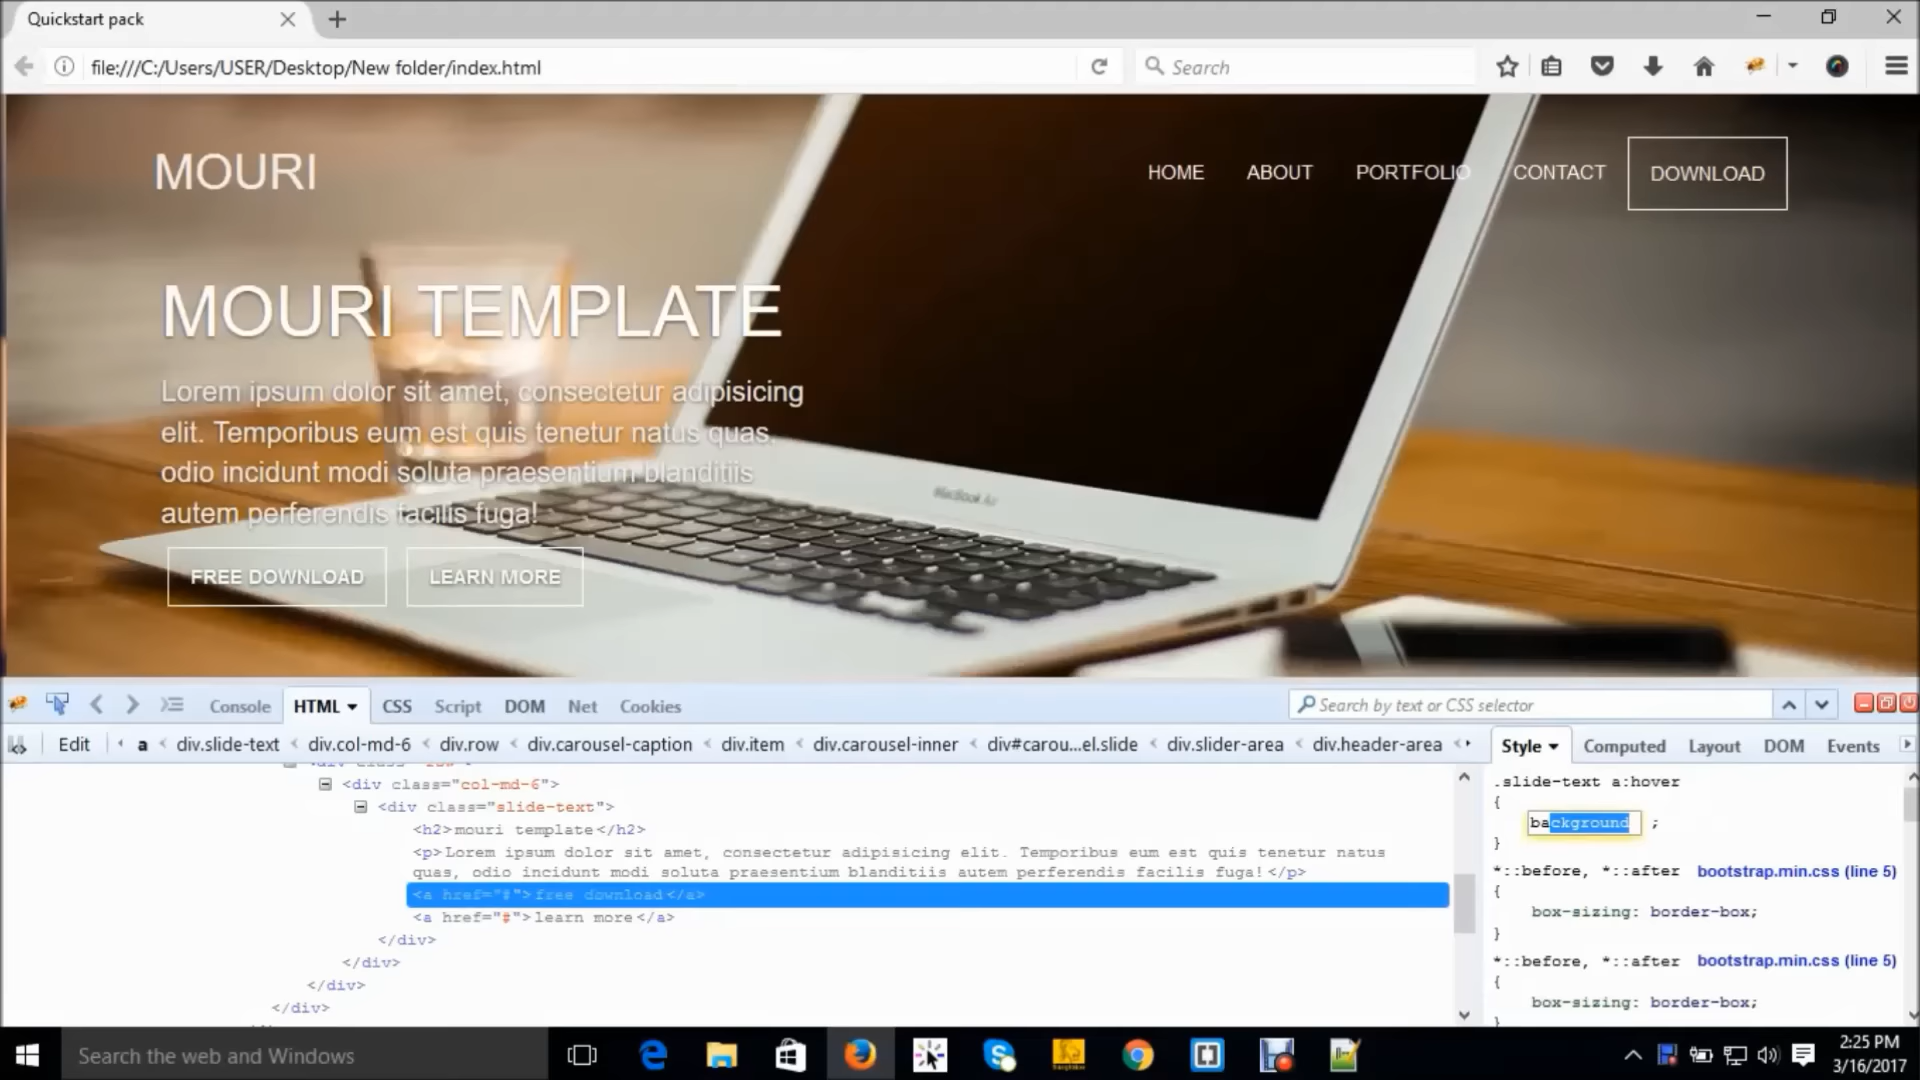 Quickstart pack
file:///C:/Users/USER/Desktop/New folder/index.html
Search
MOURI
HOME ABOUT PORTFOLIO CONTACT DOWNLOAD
MOURI TEMPLATE
Lorem ipsum dolor sit amet, consectetur adipisicing
elit. Temporibus eum est quis tenetur natus quas,
odio incidunt modi soluta praesentium blanditiis
autem perferendis facilis fuga!
MacBook Air
FREE DOWNLOAD LEARN MORE
Console HTML CSS Script DOM Net Cookies
Search by text or CSS selector
Edit a < div.slide-text < div.col-md-6 < div.row < div.carousel-caption < div.item < div.carousel-inner < div#carou...el.slide < div.slider-area < div.header-area
Style Computed Layout DOM Events
<div class="col-md-6">
<div class="slide-text">
<h2>mouri template</h2>
<p>Lorem ipsum dolor sit amet, consectetur adipisicing elit. Temporibus eum est quis tenetur natus
quas, odio incidunt modi soluta praesentium blanditiis autem perferendis facilis fuga!</p>
<a href="#">free download</a>
<a href="#">learn more</a>
</div>
</div>
</div>
</div>
.slide-text a:hover
{
background ;
}
*::before, *::after bootstrap.min.css (line 5)
{
box-sizing: border-box;
}
*::before, *::after bootstrap.min.css (line 5)
{
box-sizing: border-box;
}
Search the web and Windows
2:25 PM
3/16/2017